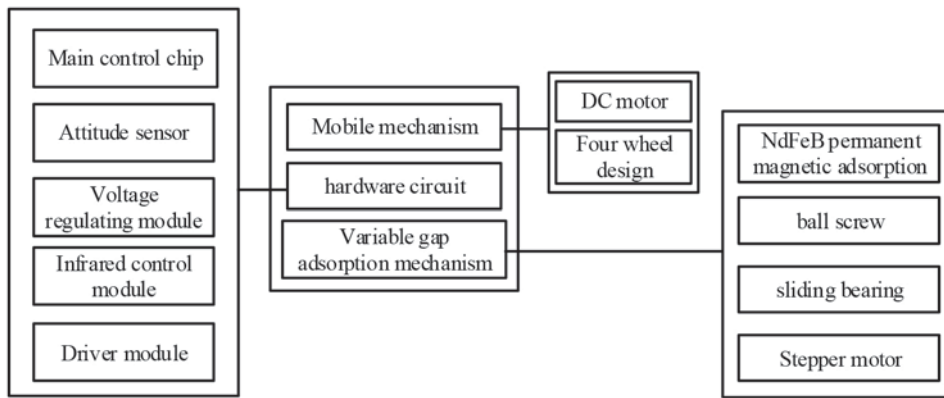 Main control chip
Attitude sensor
Voltage
regulating module
Infrared control
module
Driver module
Mobile mechanism
hardware circuit
Variable gap
adsorption mechanism
DC motor
Four wheel
design
NdFeB permanent
magnetic adsorption
ball screw
sliding bearing
Stepper motor